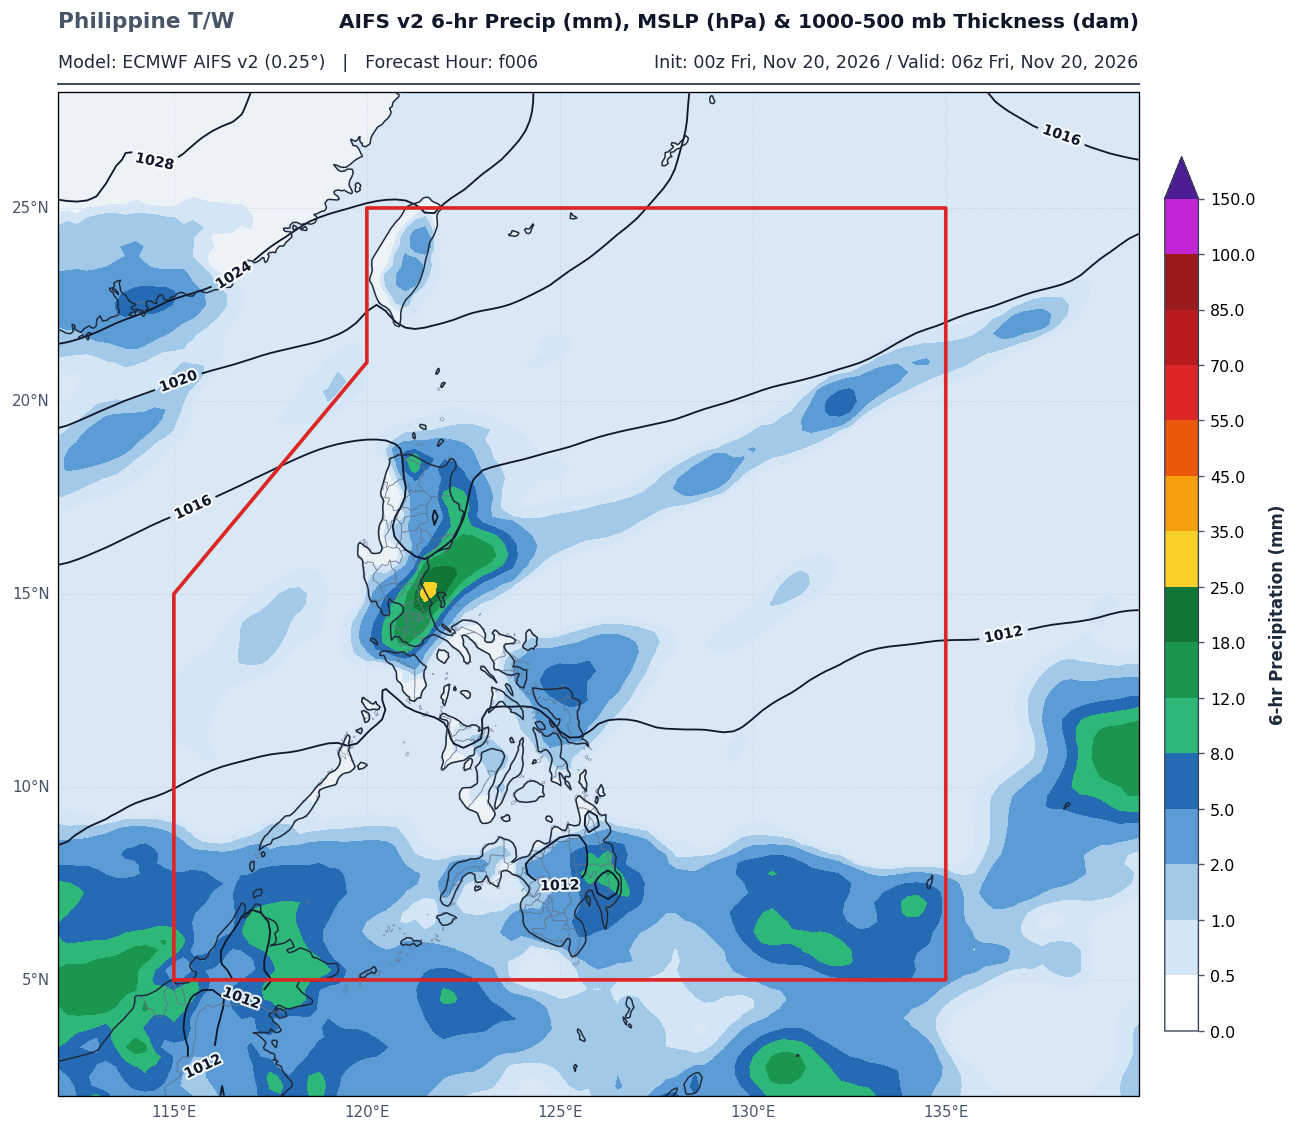 Philippine T/W
AIFS v2 6-hr Precip (mm), MSLP (hPa) & 1000-500 mb Thickness (dam)
Model: ECMWF AIFS v2 (0.25°) | Forecast Hour: f006
Init: 00z Fri, Nov 20, 2026 / Valid: 06z Fri, Nov 20, 2026
1016
1028
1024
1020
1016
1012
1012
1012
1012
25°N
20°N
15°N
10°N
5°N
115°E
120°E
125°E
130°E
135°E
150.0
100.0
85.0
70.0
55.0
45.0
35.0
25.0
18.0
12.0
8.0
5.0
2.0
1.0
0.5
0.0
6-hr Precipitation (mm)